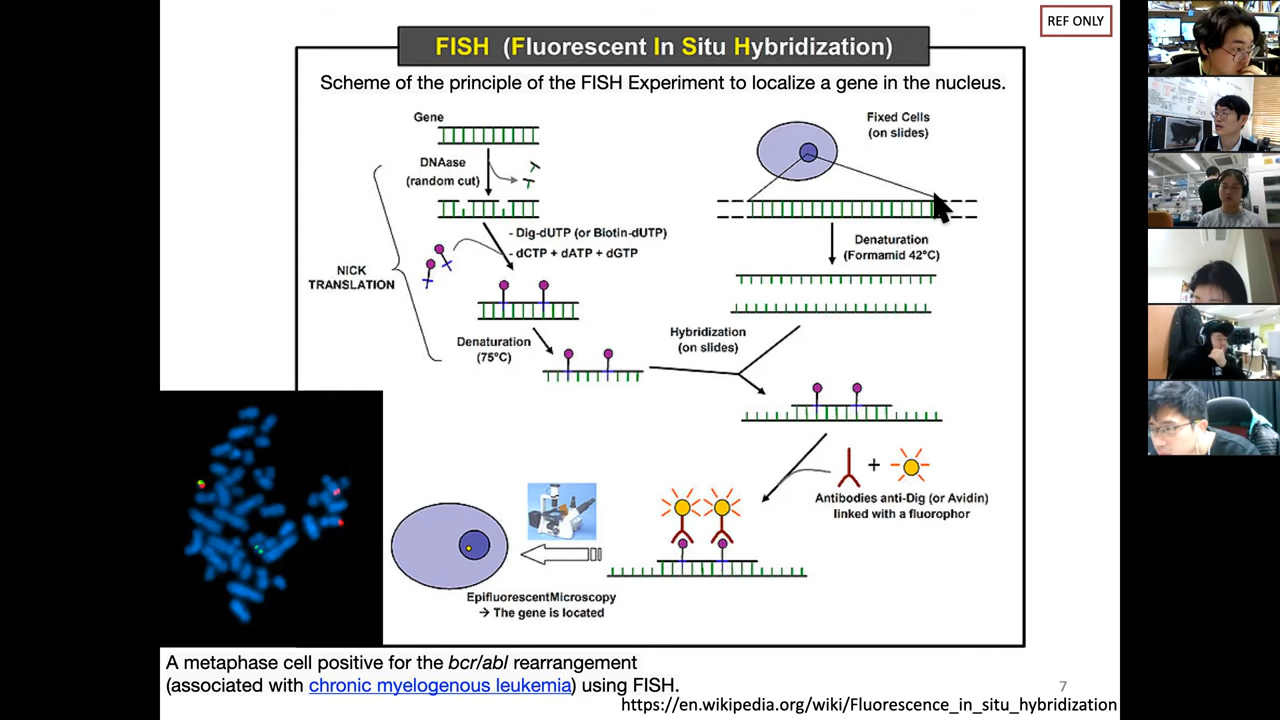 REF ONLY
FISH (Fluorescent In Situ Hybridization)
Scheme of the principle of the FISH Experiment to localize a gene in the nucleus.
Gene
DNAase
(random cut)
- Dig-dUTP (or Biotin-dUTP)
- dCTP + dATP + dGTP
NICK
TRANSLATION
Denaturation
(75°C)
Fixed Cells
(on slides)
Denaturation
(Formamid 42°C)
Hybridization
(on slides)
+
Antibodies anti-Dig (or Avidin)
linked with a fluorophor
EpifluorescentMicroscopy
→ The gene is located
A metaphase cell positive for the bcr/abl rearrangement
(associated with chronic myelogenous leukemia) using FISH.
7
https://en.wikipedia.org/wiki/Fluorescence_in_situ_hybridization